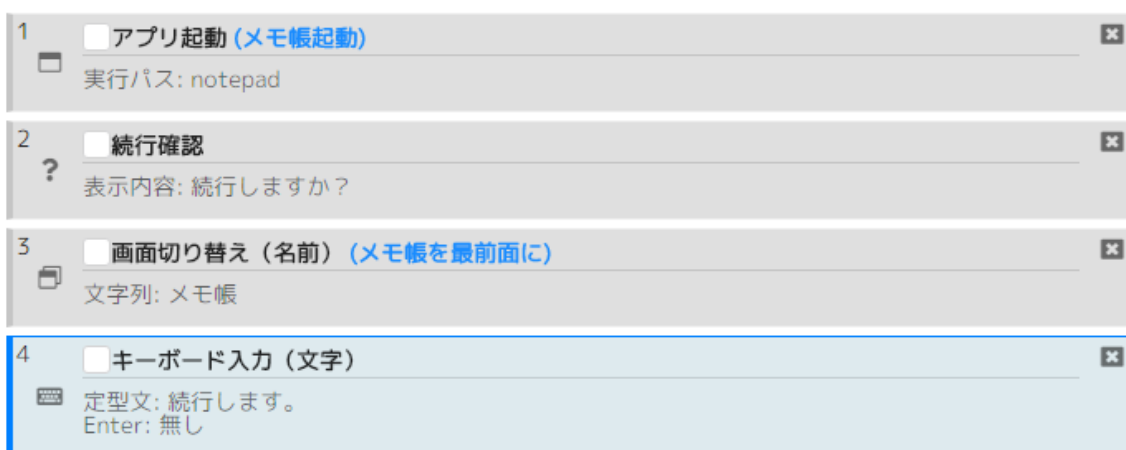 1
アプリ起動 (メモ帳起動)
実行パス: notepad
2
続行確認
表示内容: 続行しますか？
3
画面切り替え（名前） (メモ帳を最前面に)
文字列: メモ帳
4
キーボード入力（文字）
定型文: 続行します。
Enter: 無し